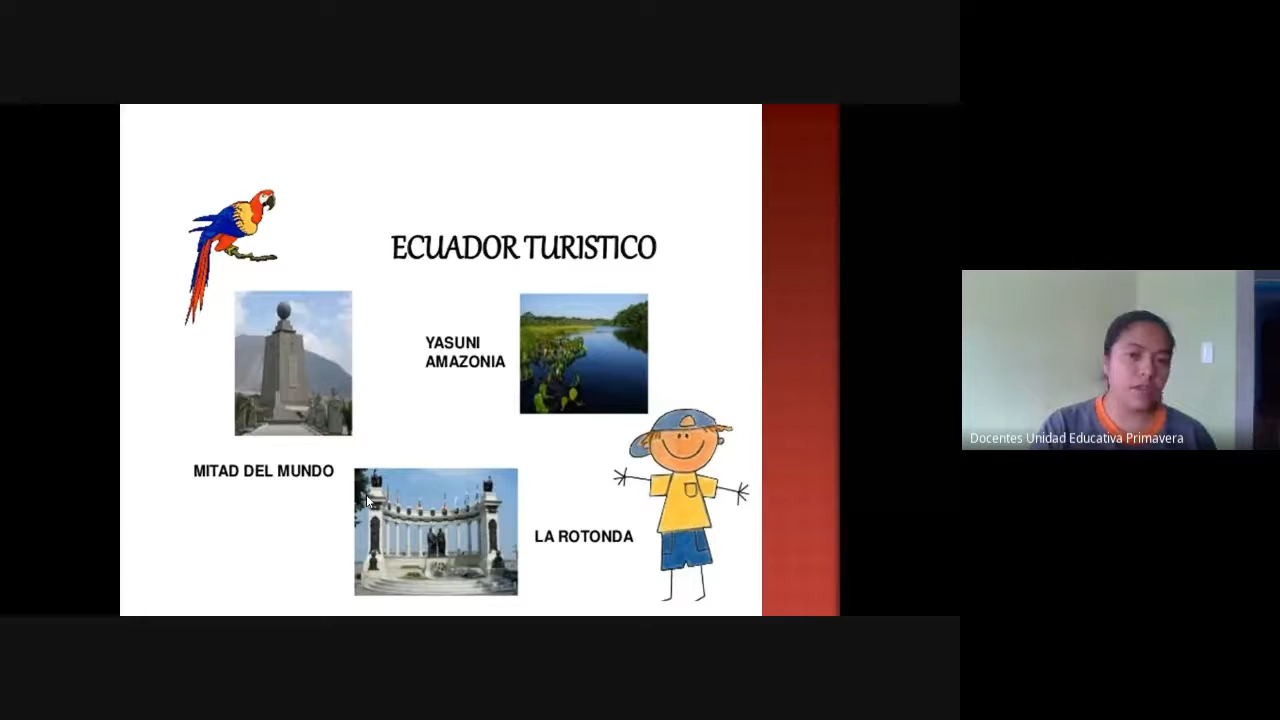 ECUADOR TURISTICO
YASUNI
AMAZONIA
MITAD DEL MUNDO
LA ROTONDA
Docentes Unidad Educativa Primavera